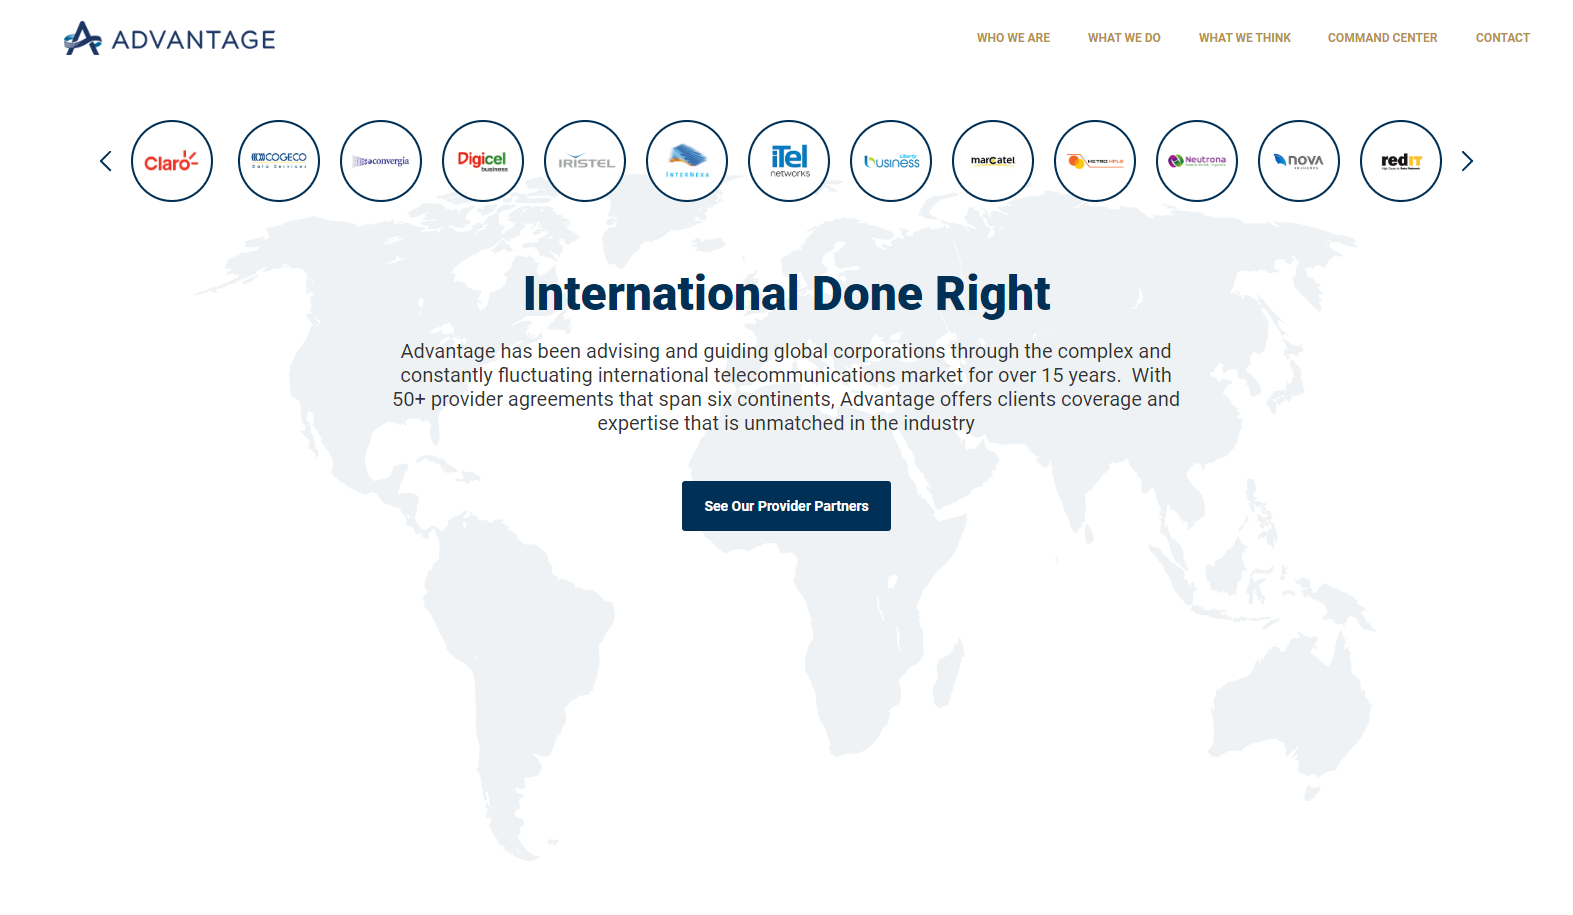 ADVANTAGE
WHO WE ARE
WHAT WE DO
WHAT WE THINK
COMMAND CENTER
CONTACT
Claro
COGECO
Data Services
convergia
Digicel
business
IRISTEL
INTERNEXA
iTel
networks
Liberty
business
marcatel
METRO MPLS
Neutrona
NOVA
redIT
International Done Right
Advantage has been advising and guiding global corporations through the complex and
constantly fluctuating international telecommunications market for over 15 years.  With
50+ provider agreements that span six continents, Advantage offers clients coverage and
expertise that is unmatched in the industry
See Our Provider Partners